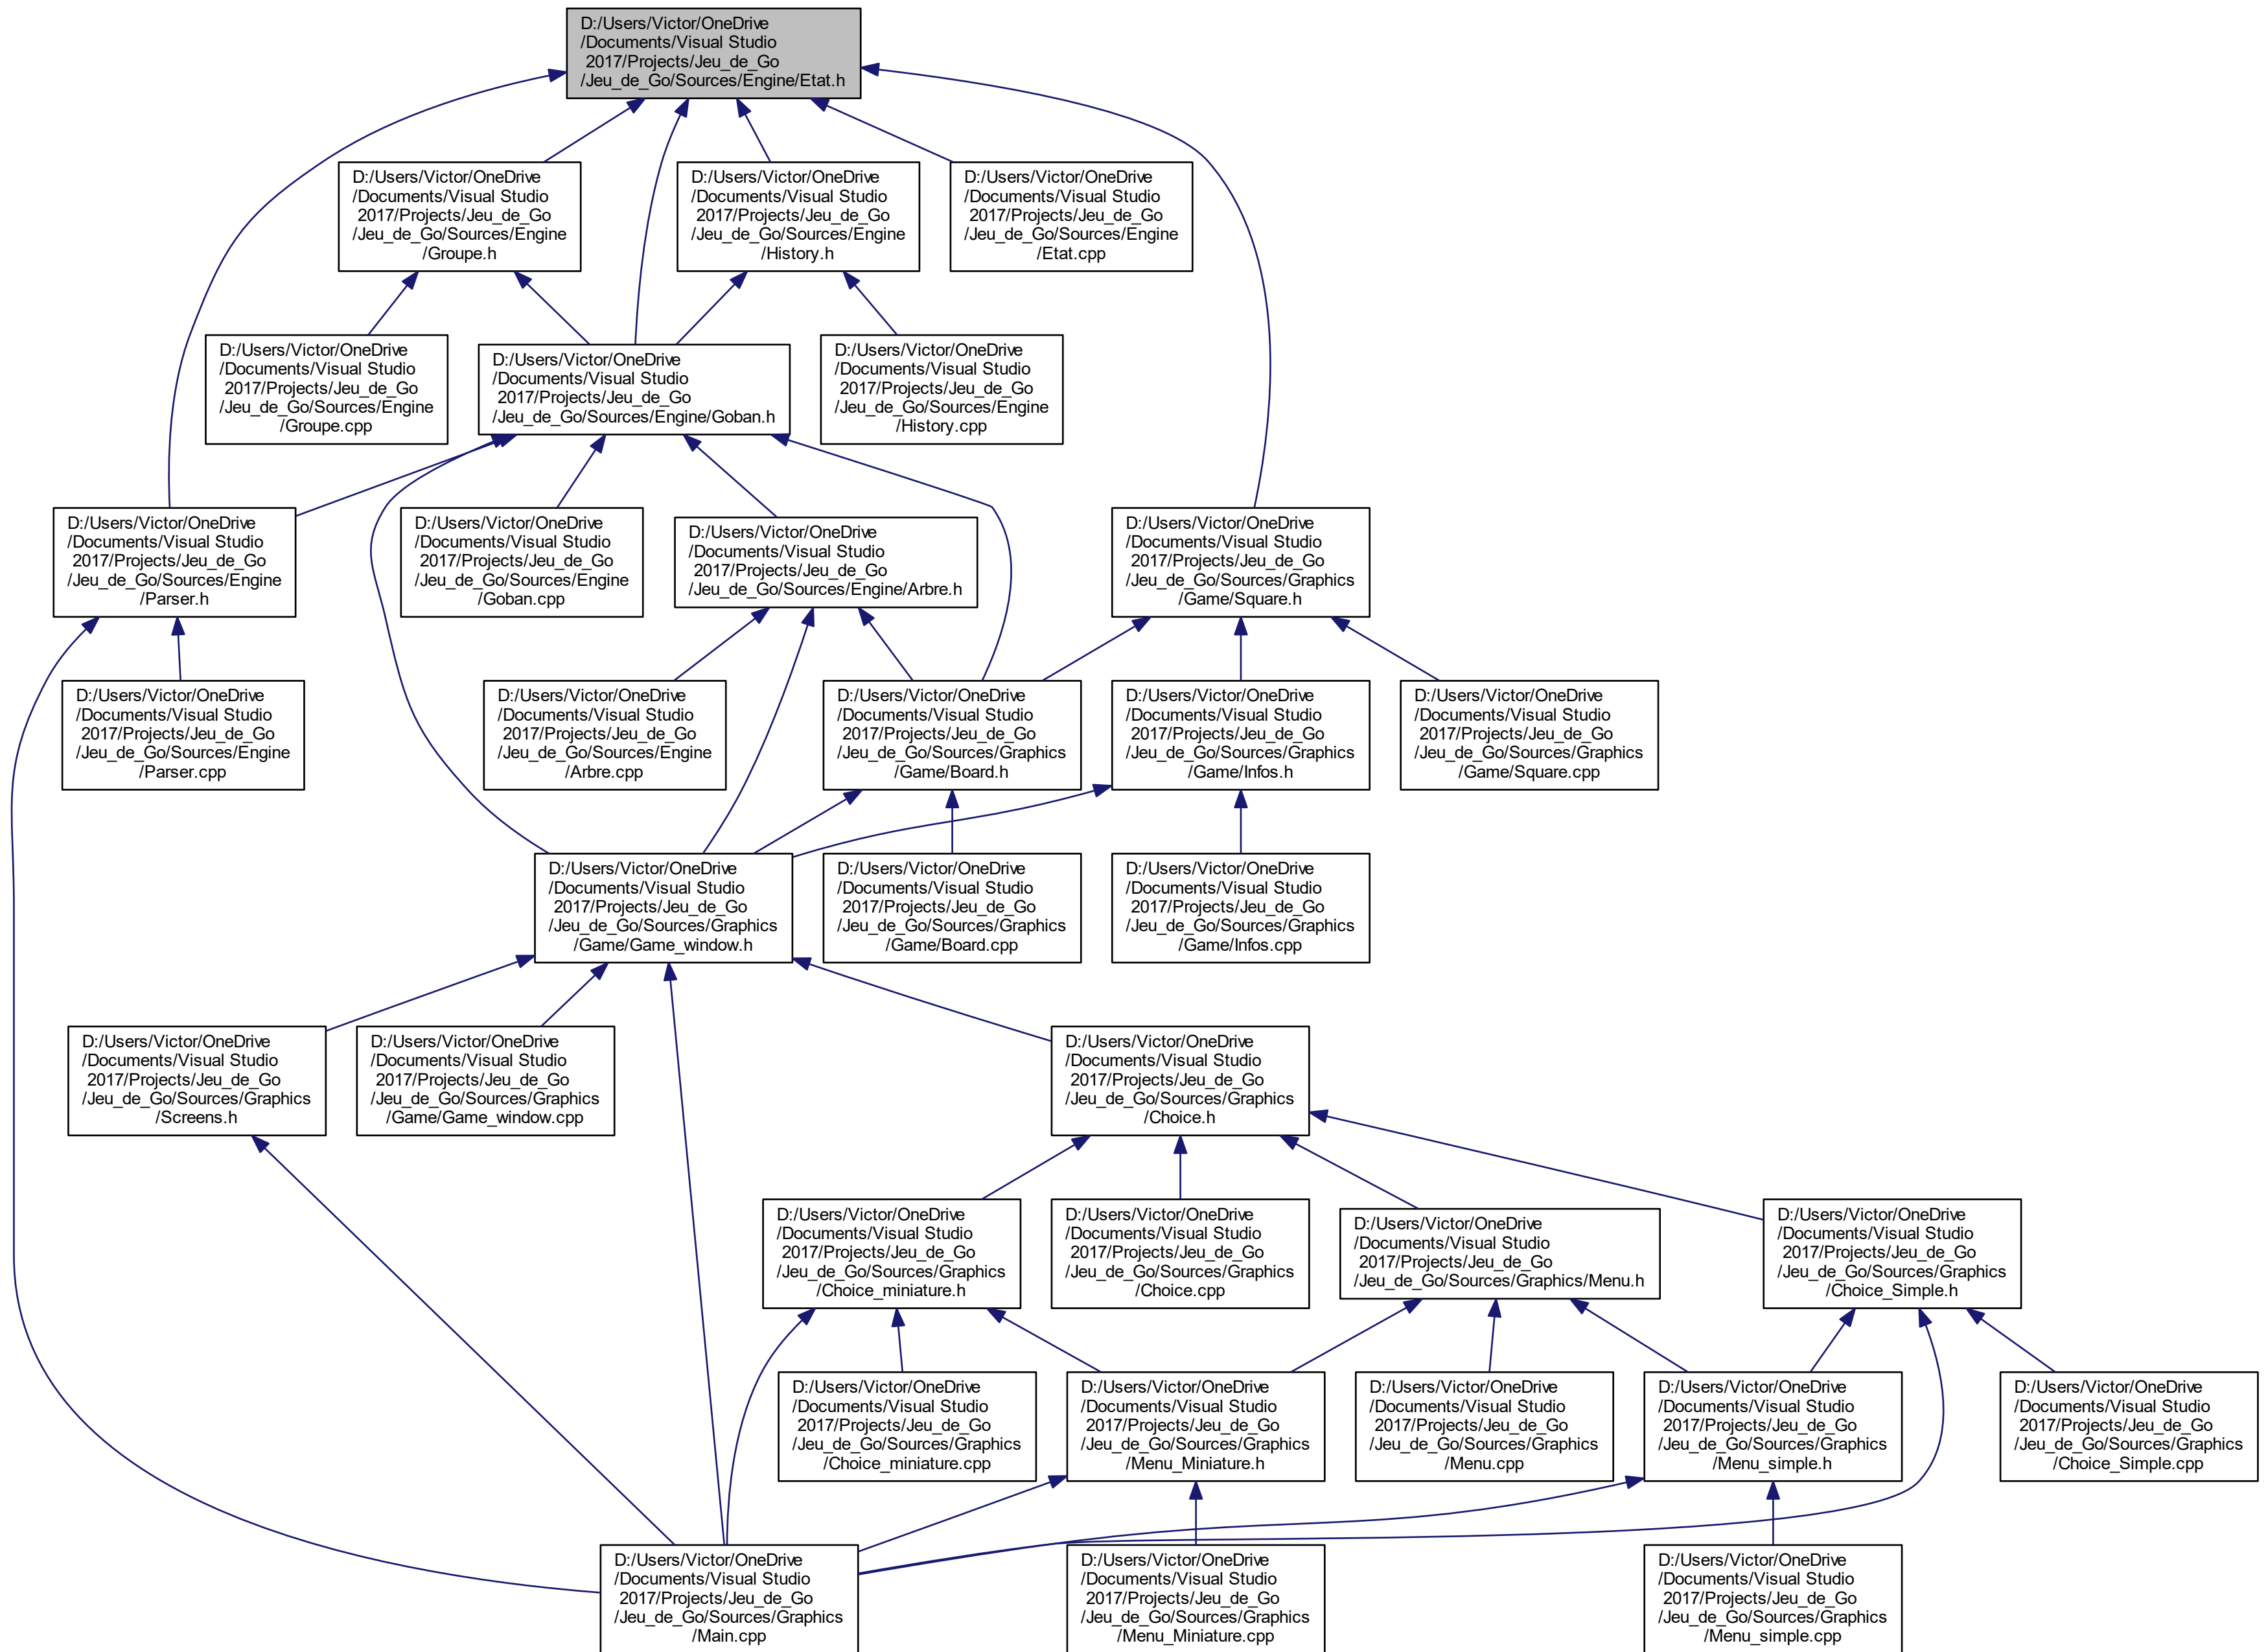 D:/Users/Victor/OneDrive
/Documents/Visual Studio
2017/Projects/Jeu_de_Go
/Jeu_de_Go/Sources/Engine/Etat.h
D:/Users/Victor/OneDrive
/Documents/Visual Studio
2017/Projects/Jeu_de_Go
/Jeu_de_Go/Sources/Engine
/Groupe.h
D:/Users/Victor/OneDrive
/Documents/Visual Studio
2017/Projects/Jeu_de_Go
/Jeu_de_Go/Sources/Engine
/History.h
D:/Users/Victor/OneDrive
/Documents/Visual Studio
2017/Projects/Jeu_de_Go
/Jeu_de_Go/Sources/Engine
/Etat.cpp
D:/Users/Victor/OneDrive
/Documents/Visual Studio
2017/Projects/Jeu_de_Go
/Jeu_de_Go/Sources/Engine
/Groupe.cpp
D:/Users/Victor/OneDrive
/Documents/Visual Studio
2017/Projects/Jeu_de_Go
/Jeu_de_Go/Sources/Engine/Goban.h
D:/Users/Victor/OneDrive
/Documents/Visual Studio
2017/Projects/Jeu_de_Go
/Jeu_de_Go/Sources/Engine
/History.cpp
D:/Users/Victor/OneDrive
/Documents/Visual Studio
2017/Projects/Jeu_de_Go
/Jeu_de_Go/Sources/Engine
/Parser.h
D:/Users/Victor/OneDrive
/Documents/Visual Studio
2017/Projects/Jeu_de_Go
/Jeu_de_Go/Sources/Engine
/Goban.cpp
D:/Users/Victor/OneDrive
/Documents/Visual Studio
2017/Projects/Jeu_de_Go
/Jeu_de_Go/Sources/Engine/Arbre.h
D:/Users/Victor/OneDrive
/Documents/Visual Studio
2017/Projects/Jeu_de_Go
/Jeu_de_Go/Sources/Graphics
/Game/Square.h
D:/Users/Victor/OneDrive
/Documents/Visual Studio
2017/Projects/Jeu_de_Go
/Jeu_de_Go/Sources/Engine
/Parser.cpp
D:/Users/Victor/OneDrive
/Documents/Visual Studio
2017/Projects/Jeu_de_Go
/Jeu_de_Go/Sources/Engine
/Arbre.cpp
D:/Users/Victor/OneDrive
/Documents/Visual Studio
2017/Projects/Jeu_de_Go
/Jeu_de_Go/Sources/Graphics
/Game/Board.h
D:/Users/Victor/OneDrive
/Documents/Visual Studio
2017/Projects/Jeu_de_Go
/Jeu_de_Go/Sources/Graphics
/Game/Infos.h
D:/Users/Victor/OneDrive
/Documents/Visual Studio
2017/Projects/Jeu_de_Go
/Jeu_de_Go/Sources/Graphics
/Game/Square.cpp
D:/Users/Victor/OneDrive
/Documents/Visual Studio
2017/Projects/Jeu_de_Go
/Jeu_de_Go/Sources/Graphics
/Game/Game_window.h
D:/Users/Victor/OneDrive
/Documents/Visual Studio
2017/Projects/Jeu_de_Go
/Jeu_de_Go/Sources/Graphics
/Game/Board.cpp
D:/Users/Victor/OneDrive
/Documents/Visual Studio
2017/Projects/Jeu_de_Go
/Jeu_de_Go/Sources/Graphics
/Game/Infos.cpp
D:/Users/Victor/OneDrive
/Documents/Visual Studio
2017/Projects/Jeu_de_Go
/Jeu_de_Go/Sources/Graphics
/Screens.h
D:/Users/Victor/OneDrive
/Documents/Visual Studio
2017/Projects/Jeu_de_Go
/Jeu_de_Go/Sources/Graphics
/Game/Game_window.cpp
D:/Users/Victor/OneDrive
/Documents/Visual Studio
2017/Projects/Jeu_de_Go
/Jeu_de_Go/Sources/Graphics
/Choice.h
D:/Users/Victor/OneDrive
/Documents/Visual Studio
2017/Projects/Jeu_de_Go
/Jeu_de_Go/Sources/Graphics
/Choice_miniature.h
D:/Users/Victor/OneDrive
/Documents/Visual Studio
2017/Projects/Jeu_de_Go
/Jeu_de_Go/Sources/Graphics
/Choice.cpp
D:/Users/Victor/OneDrive
/Documents/Visual Studio
2017/Projects/Jeu_de_Go
/Jeu_de_Go/Sources/Graphics/Menu.h
D:/Users/Victor/OneDrive
/Documents/Visual Studio
2017/Projects/Jeu_de_Go
/Jeu_de_Go/Sources/Graphics
/Choice_Simple.h
D:/Users/Victor/OneDrive
/Documents/Visual Studio
2017/Projects/Jeu_de_Go
/Jeu_de_Go/Sources/Graphics
/Choice_miniature.cpp
D:/Users/Victor/OneDrive
/Documents/Visual Studio
2017/Projects/Jeu_de_Go
/Jeu_de_Go/Sources/Graphics
/Menu_Miniature.h
D:/Users/Victor/OneDrive
/Documents/Visual Studio
2017/Projects/Jeu_de_Go
/Jeu_de_Go/Sources/Graphics
/Menu.cpp
D:/Users/Victor/OneDrive
/Documents/Visual Studio
2017/Projects/Jeu_de_Go
/Jeu_de_Go/Sources/Graphics
/Menu_simple.h
D:/Users/Victor/OneDrive
/Documents/Visual Studio
2017/Projects/Jeu_de_Go
/Jeu_de_Go/Sources/Graphics
/Choice_Simple.cpp
D:/Users/Victor/OneDrive
/Documents/Visual Studio
2017/Projects/Jeu_de_Go
/Jeu_de_Go/Sources/Graphics
/Main.cpp
D:/Users/Victor/OneDrive
/Documents/Visual Studio
2017/Projects/Jeu_de_Go
/Jeu_de_Go/Sources/Graphics
/Menu_Miniature.cpp
D:/Users/Victor/OneDrive
/Documents/Visual Studio
2017/Projects/Jeu_de_Go
/Jeu_de_Go/Sources/Graphics
/Menu_simple.cpp